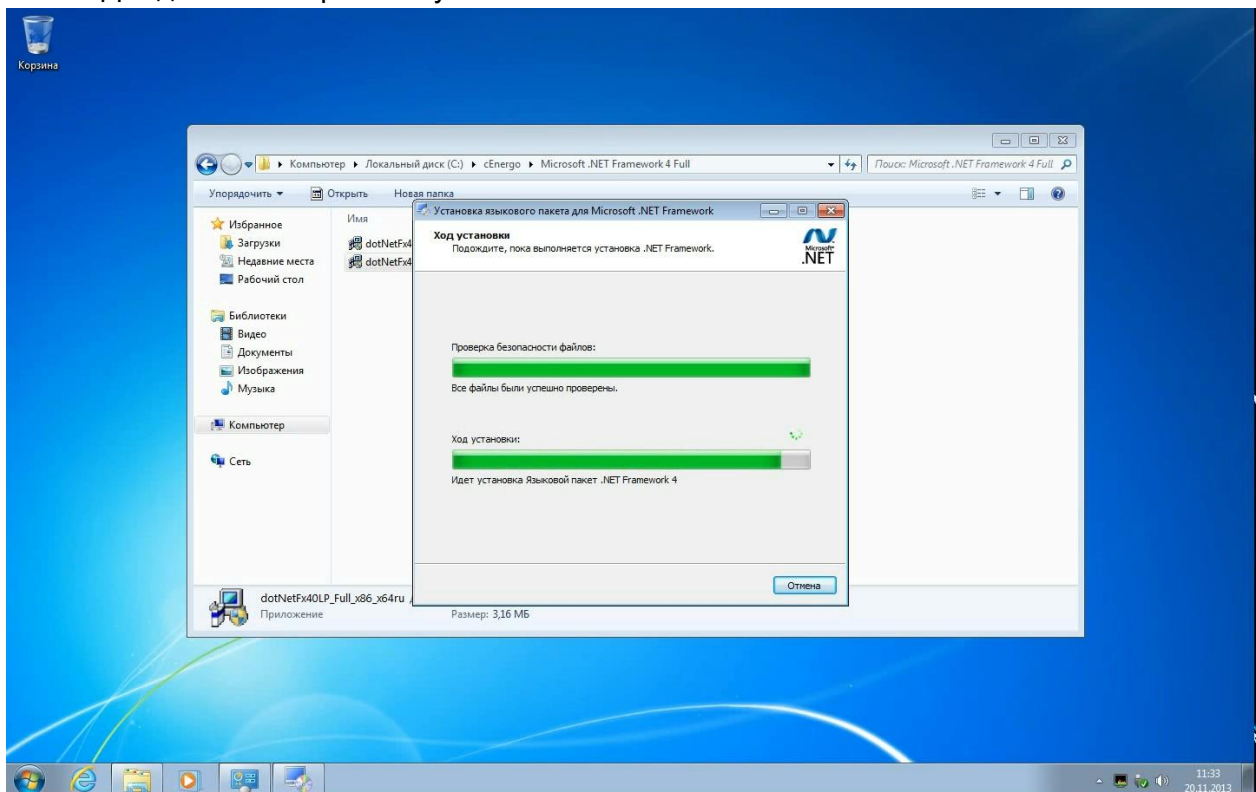 Корзина
Компьютер ▸ Локальный диск (C:) ▸ cEnergo ▸ Microsoft .NET Framework 4 Full
Поиск: Microsoft .NET Framework 4 Full
Упорядочить
Открыть
Новая папка
Избранное
Загрузки
Недавние места
Рабочий стол
Библиотеки
Видео
Документы
Изображения
Музыка
Компьютер
Сеть
Имя
dotNetFx4
dotNetFx4
Установка языкового пакета для Microsoft .NET Framework
Ход установки
Подождите, пока выполняется установка .NET Framework.
Microsoft
.NET
Проверка безопасности файлов:
Все файлы были успешно проверены.
Ход установки:
Идет установка Языковой пакет .NET Framework 4
Отмена
dotNetFx40LP_Full_x86_x64ru
Приложение
Размер: 3,16 МБ
11:33
20.11.2013